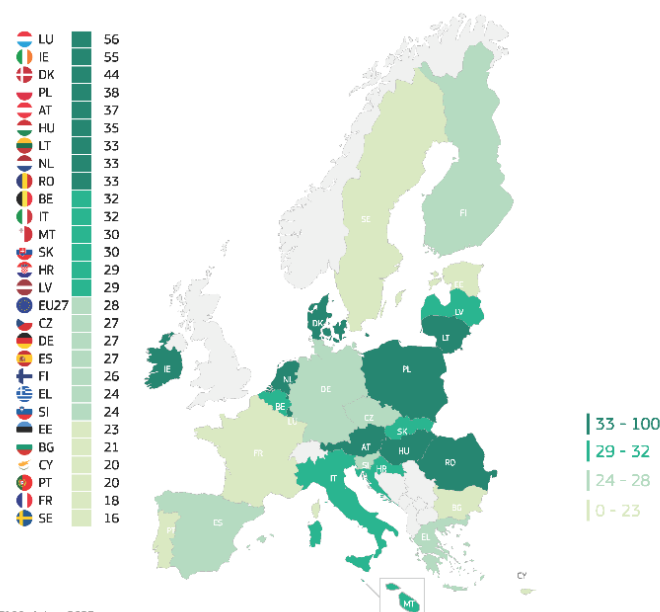 LU 56
IE 55
DK 44
PL 38
AT 37
HU 35
LT 33
NL 33
RO 33
BE 32
IT 32
MT 30
SK 30
HR 29
LV 29
EU27 28
CZ 27
DE 27
ES 27
FI 26
EL 24
SI 24
EE 23
BG 21
CY 20
PT 20
FR 18
SE 16
SE
FI
EE
LV
LT
DK
IE
NL
PL
DE
BE
LU
CZ
SK
FR
AT
HU
RO
SI
HR
IT
BG
PT
ES
EL
CY
MT
33 - 100
29 - 32
24 - 28
0 - 23